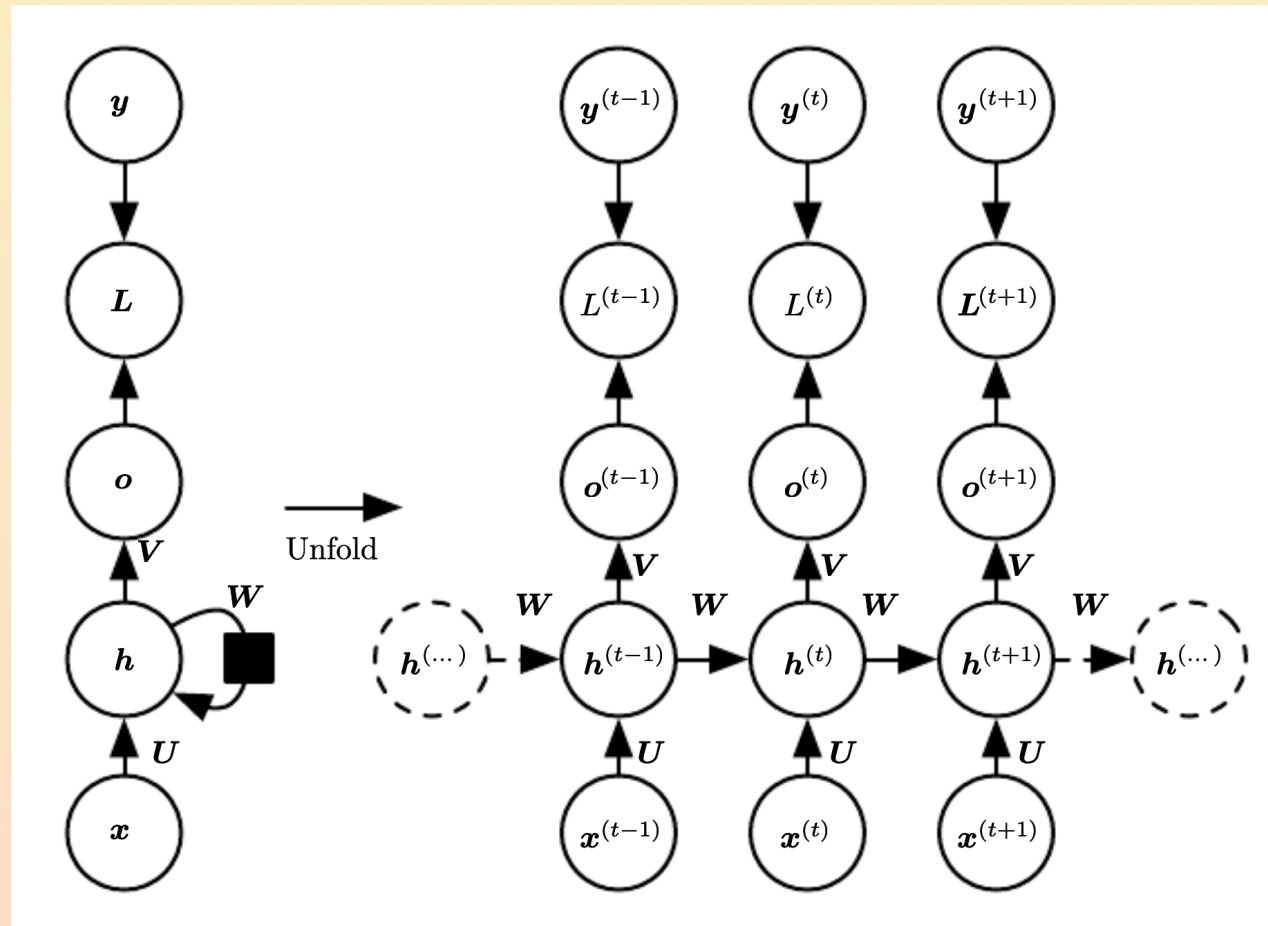 y y^(t−1) y^(t) y^(t+1)
L L^(t−1) L^(t) L^(t+1)
o o^(t−1) o^(t) o^(t+1)
Unfold
V V V V
W W W W W
h h^(...) h^(t−1) h^(t) h^(t+1) h^(...)
U U U U
x x^(t−1) x^(t) x^(t+1)